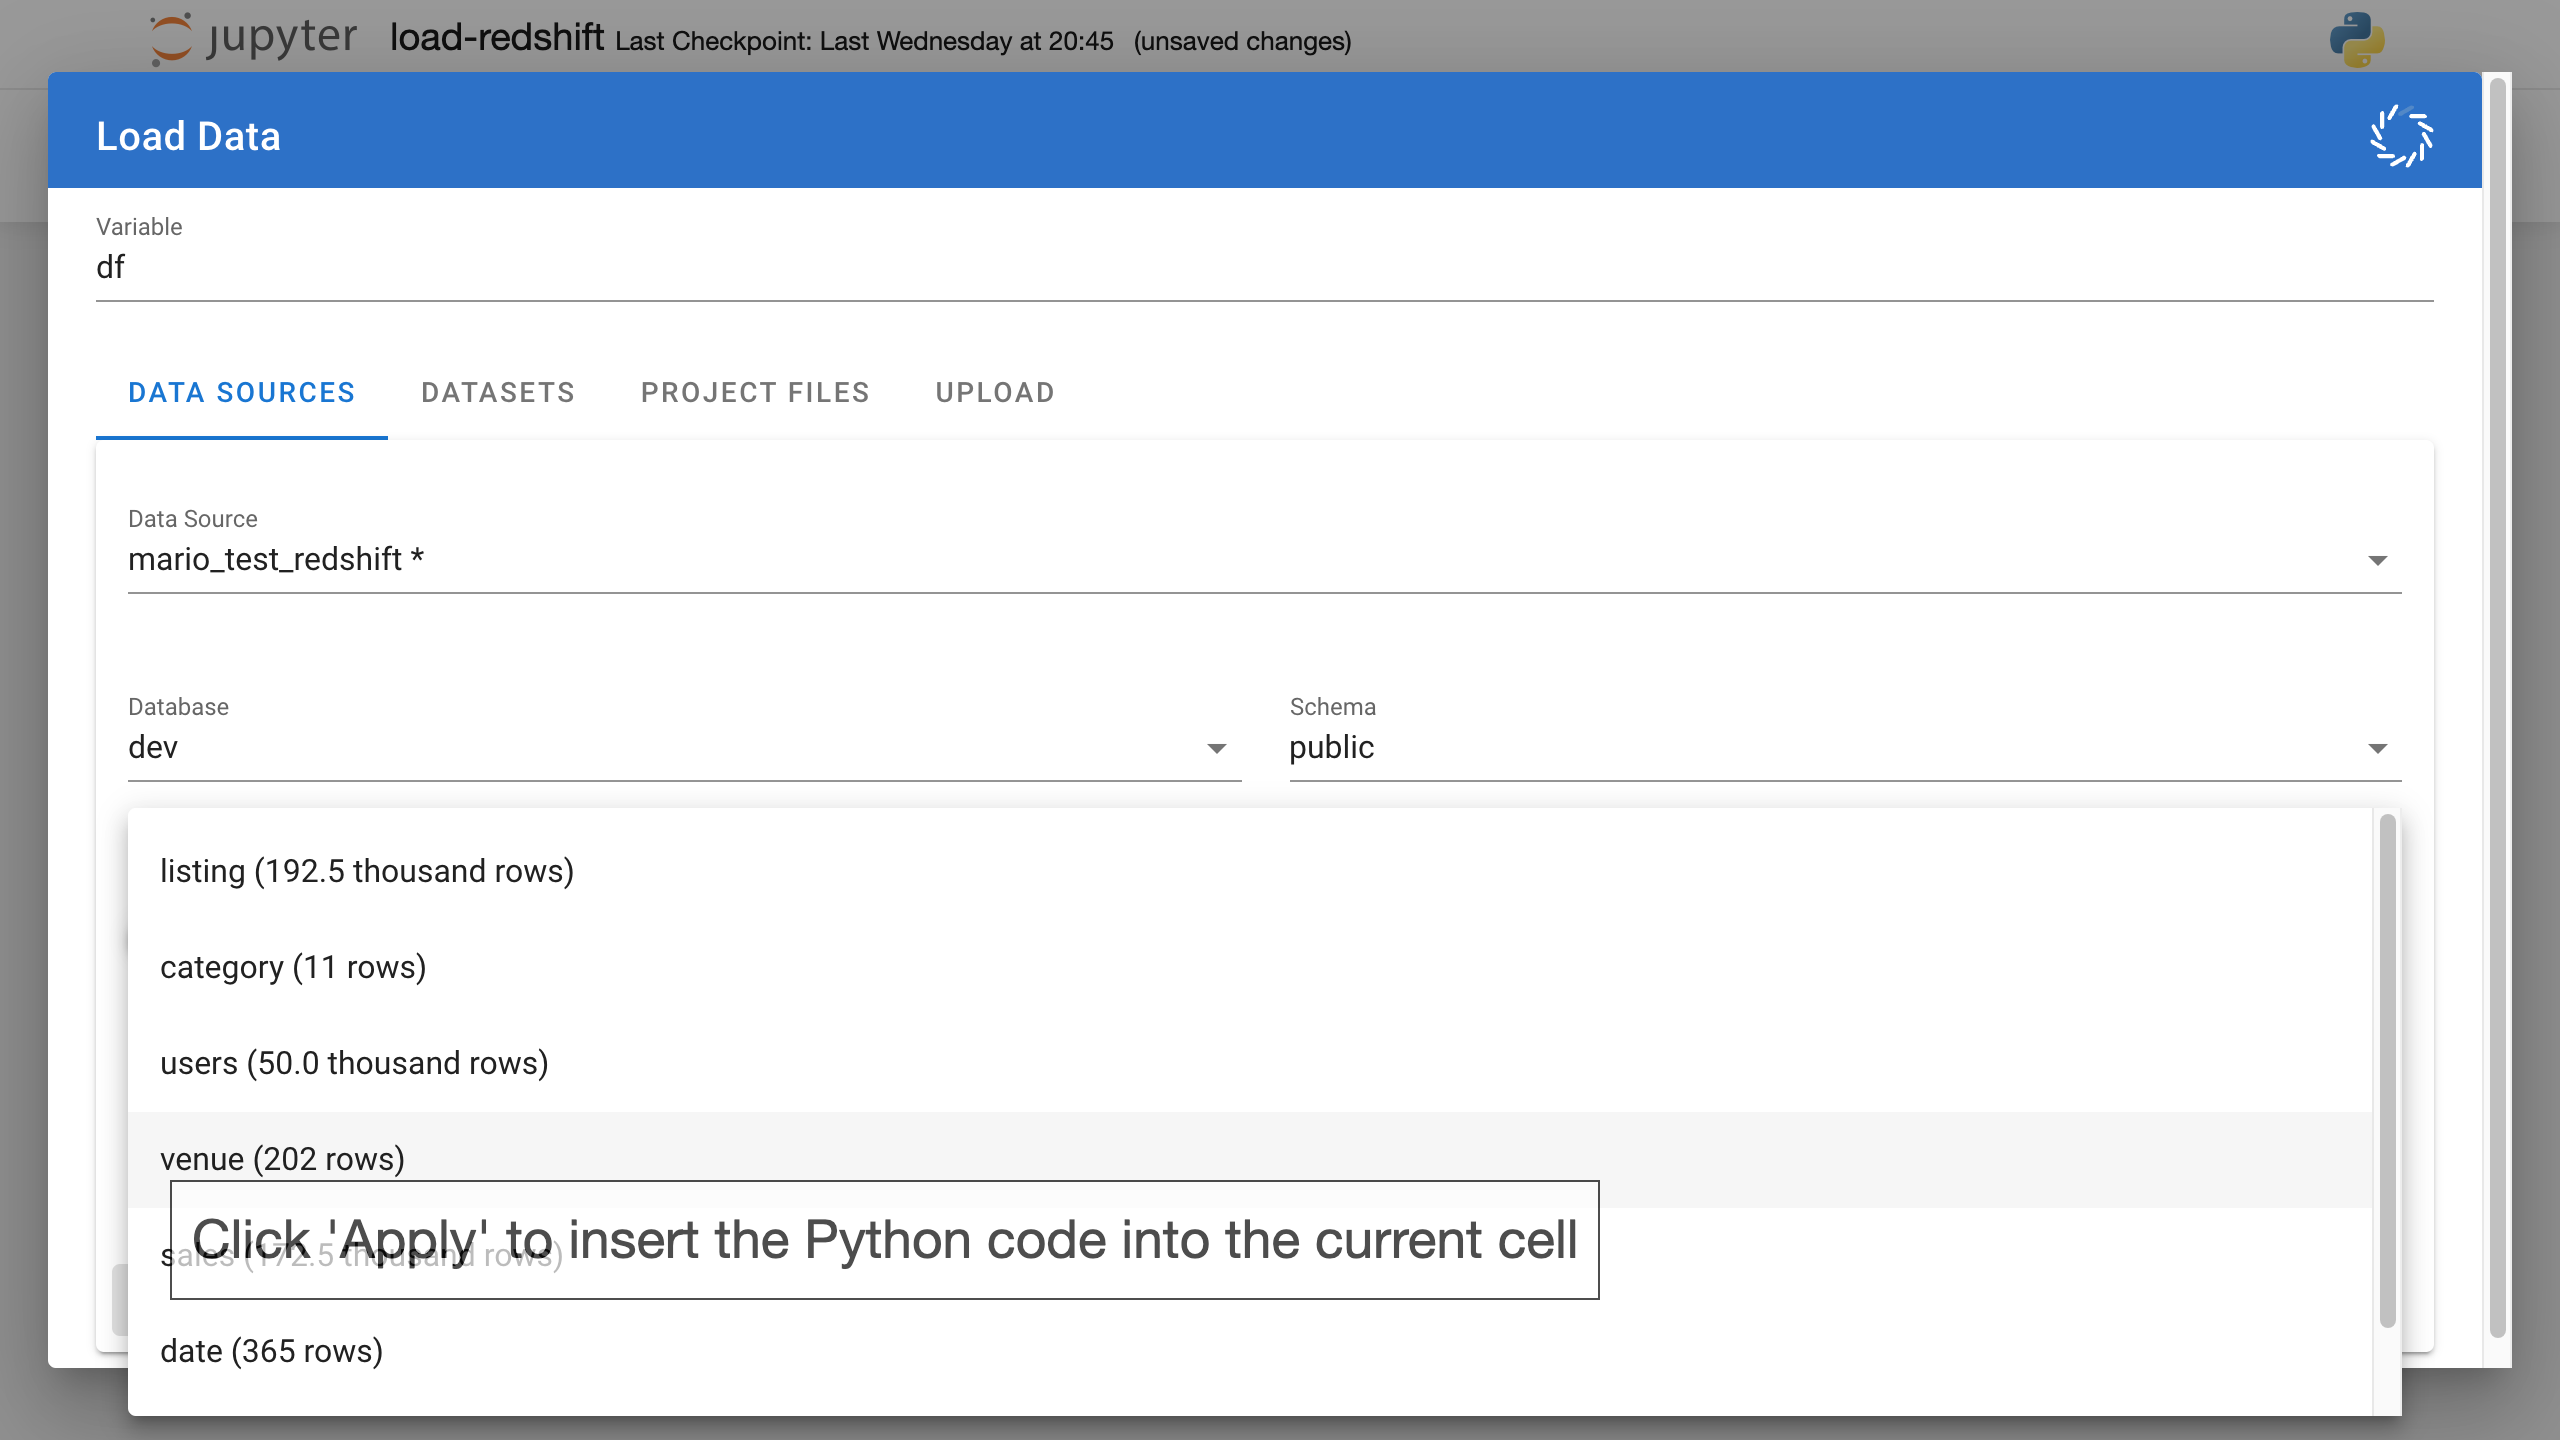 jupyter load-redshift Last Checkpoint: Last Wednesday at 20:45 (unsaved changes)
Load Data
Variable
df
DATA SOURCES DATASETS PROJECT FILES UPLOAD
Data Source
mario_test_redshift *
Database Schema
dev public
listing (192.5 thousand rows)
category (11 rows)
users (50.0 thousand rows)
venue (202 rows)
Click 'Apply' to insert the Python code into the current cell
sales (172.5 thousand rows)
date (365 rows)